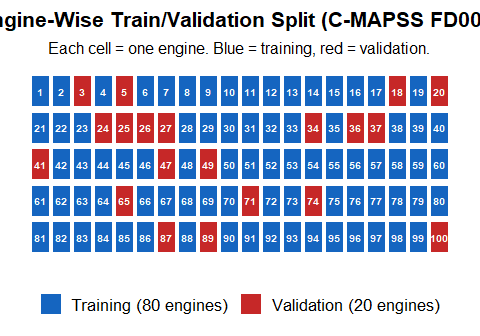 ngine-Wise Train/Validation Split (C-MAPSS FD00
Each cell = one engine. Blue = training, red = validation.
1 2 3 4 5 6 7 8 9 10 11 12 13 14 15 16 17 18 19 20
21 22 23 24 25 26 27 28 29 30 31 32 33 34 35 36 37 38 39 40
41 42 43 44 45 46 47 48 49 50 51 52 53 54 55 56 57 58 59 60
61 62 63 64 65 66 67 68 69 70 71 72 73 74 75 76 77 78 79 80
81 82 83 84 85 86 87 88 89 90 91 92 93 94 95 96 97 98 99 100
Training (80 engines) Validation (20 engines)